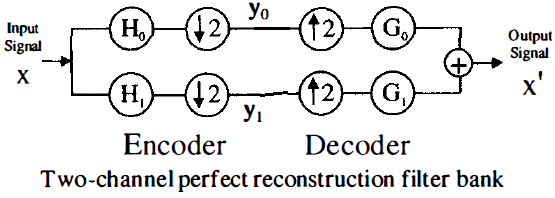 Input
Signal
X
H₀ ↓2 y₀ ↑2 G₀
H₁ ↓2 y₁ ↑2 G₁
+
Output
Signal
X'
Encoder Decoder
Two-channel perfect reconstruction filter bank